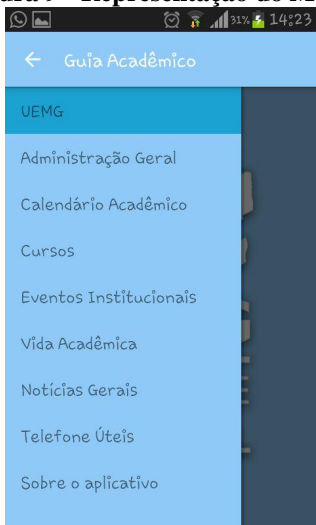 Representação do M
31% 14:23
Guia Acadêmico
UEMG
Administração Geral
Calendário Acadêmico
Cursos
Eventos Institucionais
Vida Acadêmica
Notícias Gerais
Telefone Úteis
Sobre o aplicativo